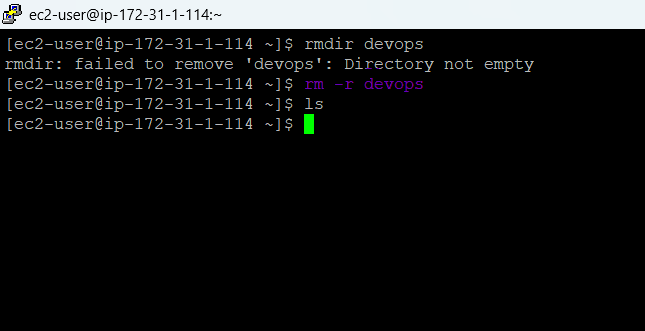 ec2-user@ip-172-31-1-114:~
[ec2-user@ip-172-31-1-114 ~]$ rmdir devops
rmdir: failed to remove 'devops': Directory not empty
[ec2-user@ip-172-31-1-114 ~]$ rm -r devops
[ec2-user@ip-172-31-1-114 ~]$ ls
[ec2-user@ip-172-31-1-114 ~]$